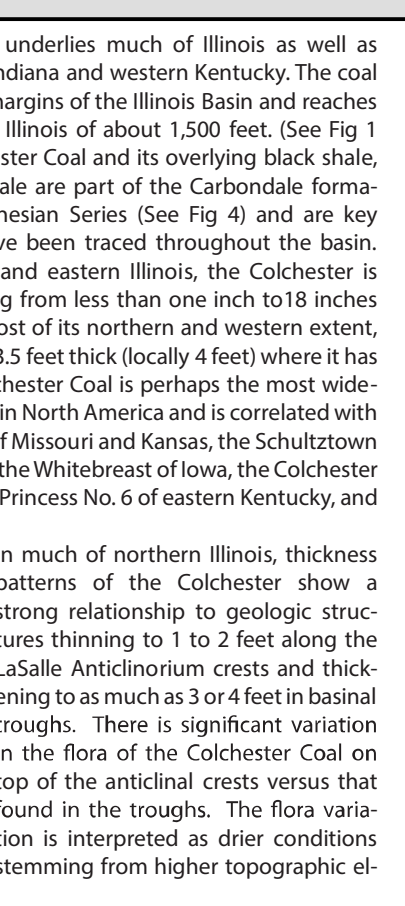 underlies much of Illinois as well as
ndiana and western Kentucky. The coal
margins of the Illinois Basin and reaches
Illinois of about 1,500 feet. (See Fig 1
ster Coal and its overlying black shale,
ale are part of the Carbondale forma-
nesian Series (See Fig 4) and are key
ve been traced throughout the basin.
and eastern Illinois, the Colchester is
g from less than one inch to18 inches
ost of its northern and western extent,
3.5 feet thick (locally 4 feet) where it has
chester Coal is perhaps the most wide-
in North America and is correlated with
f Missouri and Kansas, the Schultztown
the Whitebreast of Iowa, the Colchester
Princess No. 6 of eastern Kentucky, and
n much of northern Illinois, thickness
patterns of the Colchester show a
strong relationship to geologic struc-
tures thinning to 1 to 2 feet along the
LaSalle Anticlinorium crests and thick-
ening to as much as 3 or 4 feet in basinal
troughs. There is significant variation
n the flora of the Colchester Coal on
top of the anticlinal crests versus that
found in the troughs. The flora varia-
tion is interpreted as drier conditions
stemming from higher topographic el-